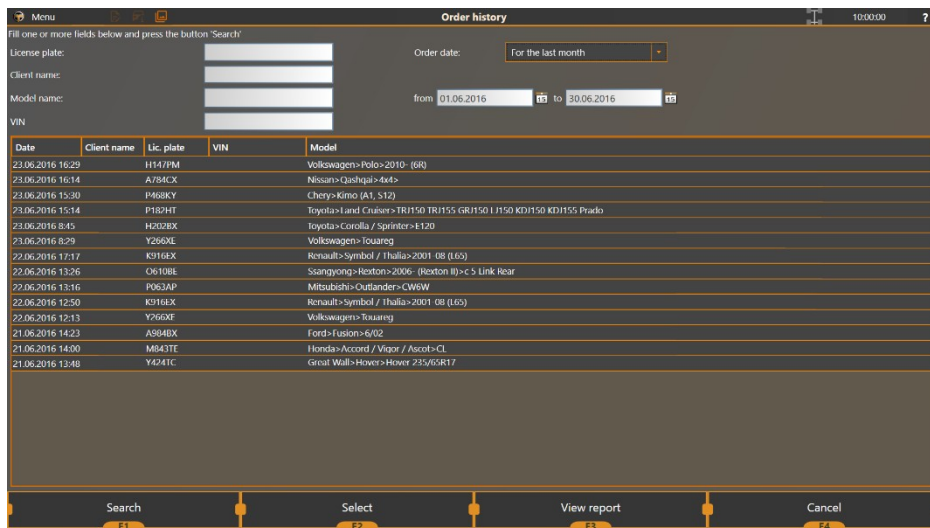 Menu Order history 10:00:00 ?
Fill one or more fields below and press the button 'Search'
License plate: Order date: For the last month
Client name:
Model name: from 01.06.2016 15 to 30.06.2016 15
VIN
Date Client name Lic. plate VIN Model
23.06.2016 16:29 H147PM Volkswagen>Polo>2010- (6R)
23.06.2016 16:14 A784CX Nissan>Qashqai>4x4>
23.06.2016 15:30 P468KY Chery>Kimo (A1, S12)
23.06.2016 15:14 P182HT Toyota>Land Cruiser>TRJ150 TRJ155 GRJ150 LJ150 KDJ150 KDJ155 Prado
23.06.2016 8:45 H202BX Toyota>Corolla / Sprinter>E120
23.06.2016 8:29 Y266XE Volkswagen>Touareg
22.06.2016 17:17 K916EX Renault>Symbol / Thalia>2001-08 (L65)
22.06.2016 13:26 O610BE Ssangyong>Rexton>2006- (Rexton II)>c 5 Link Rear
22.06.2016 13:16 P063AP Mitsubishi>Outlander>CW6W
22.06.2016 12:50 K916EX Renault>Symbol / Thalia>2001-08 (L65)
22.06.2016 12:13 Y266XE Volkswagen>Touareg
21.06.2016 14:23 A984BX Ford>Fusion>6/02
21.06.2016 14:00 M843TE Honda>Accord / Vigor / Ascot>CL
21.06.2016 13:48 Y424TC Great Wall>Hover>Hover 235/65R17
Search Select View report Cancel
F1 F2 F3 F4